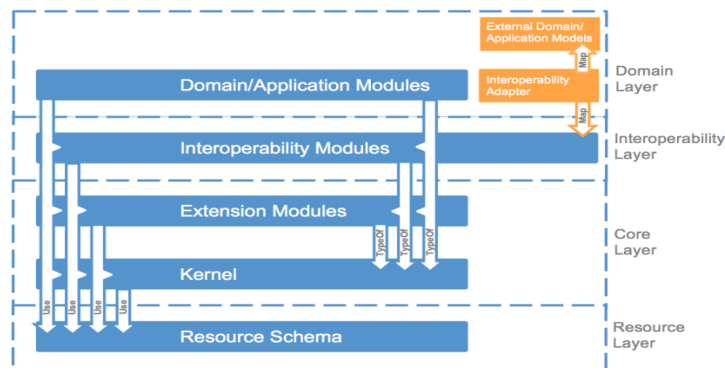 External Domain/
Application Models
Map
Domain/Application Modules
Interoperability
Adapter
Domain
Layer
Map
Interoperability Modules
Interoperability
Layer
Extension Modules
TypeOf
TypeOf
TypeOf
Core
Layer
Kernel
Use
Use
Use
Use
Resource Schema
Resource
Layer